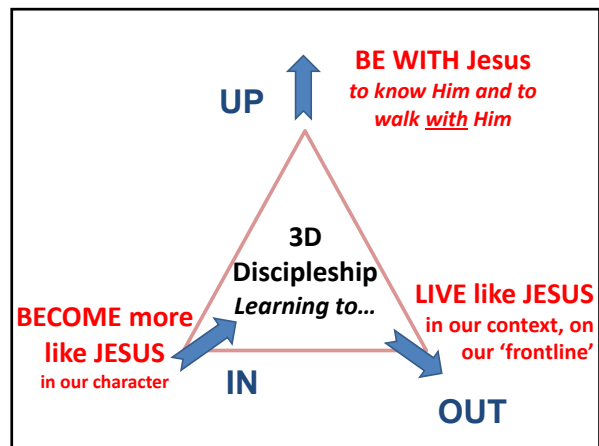 BE WITH Jesus
to know Him and to
walk with Him
UP
3D
Discipleship
Learning to...
BECOME more
like JESUS
in our character
IN
LIVE like JESUS
in our context, on
our ‘frontline’
OUT